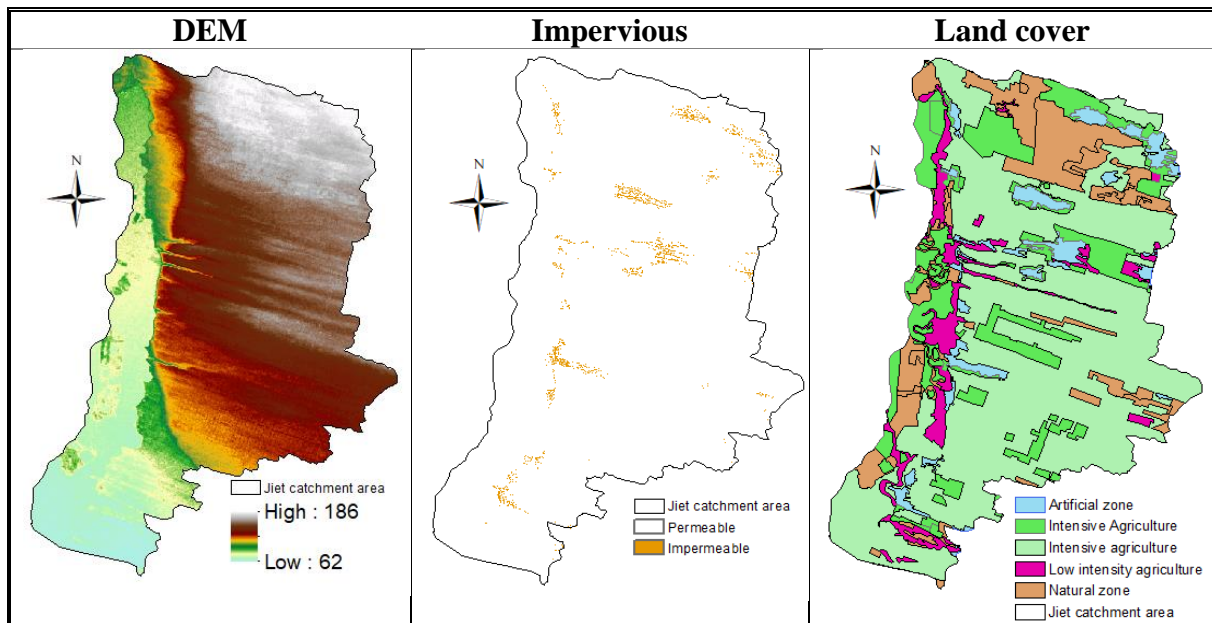 DEM
Impervious
Land cover
N
N
N
Jiet catchment area
High : 186
Low : 62
Jiet catchment area
Permeable
Impermeable
Artificial zone
Intensive Agriculture
Intensive agriculture
Low intensity agriculture
Natural zone
Jiet catchment area